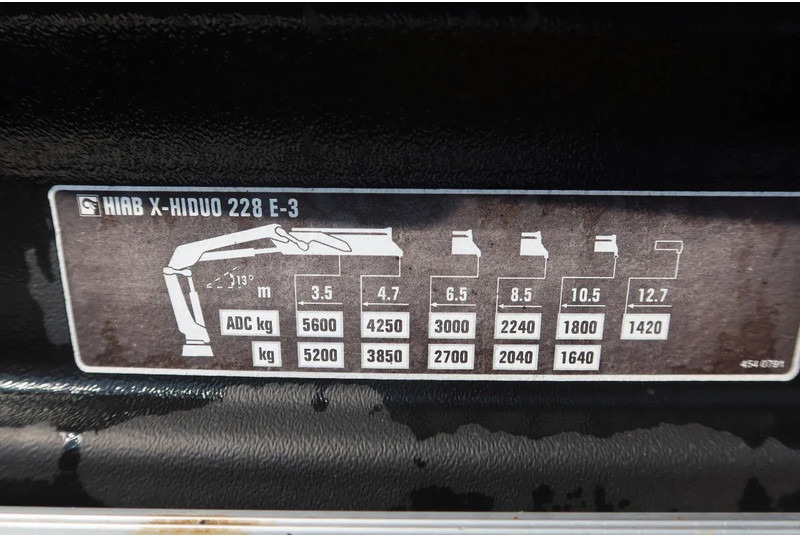 HIAB X-HIDUO 228 E-3
13°
m 3.5 4.7 6.5 8.5 10.5 12.7
ADC kg 5600 4250 3000 2240 1800 1420
kg 5200 3850 2700 2040 1640